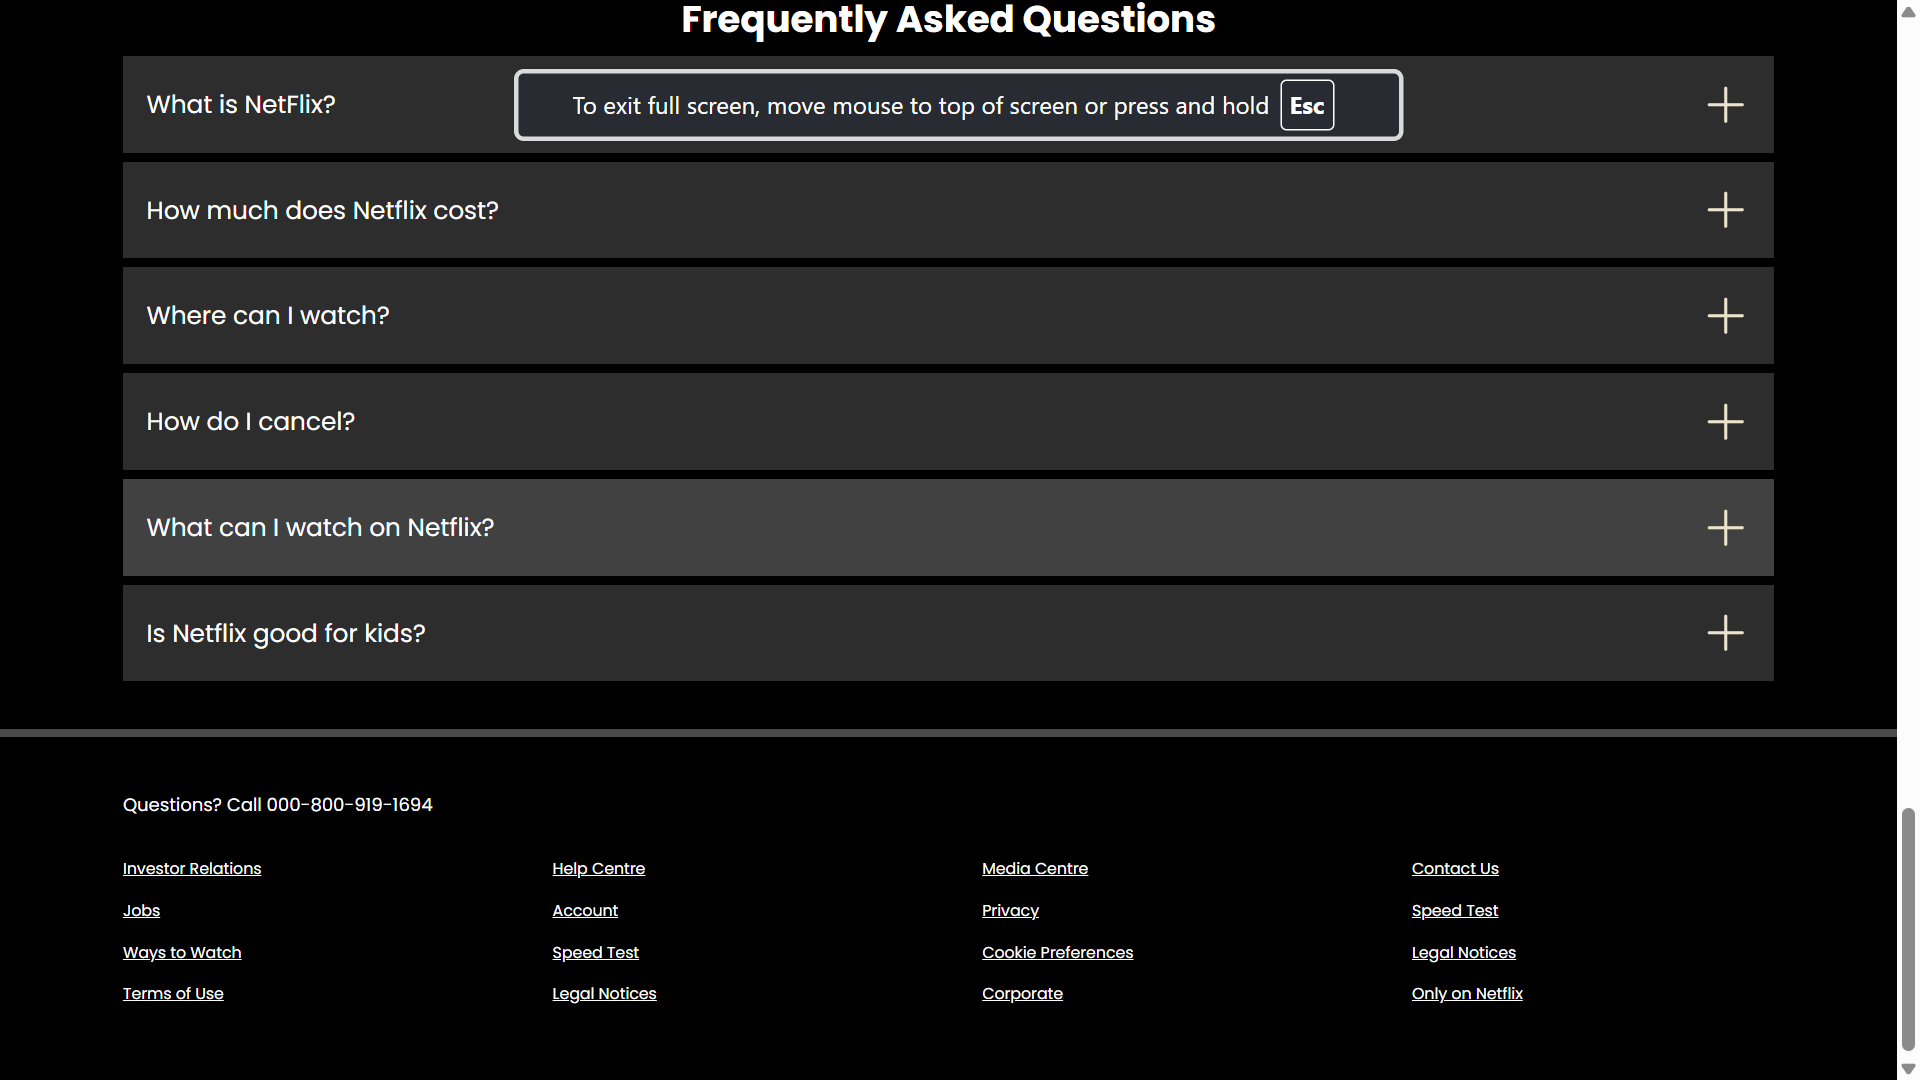 Frequently Asked Questions
What is NetFlix?
To exit full screen, move mouse to top of screen or press and hold Esc
How much does Netflix cost?
Where can I watch?
How do I cancel?
What can I watch on Netflix?
Is Netflix good for kids?
Questions? Call 000-800-919-1694
Investor Relations Help Centre Media Centre Contact Us
Jobs Account Privacy Speed Test
Ways to Watch Speed Test Cookie Preferences Legal Notices
Terms of Use Legal Notices Corporate Only on Netflix